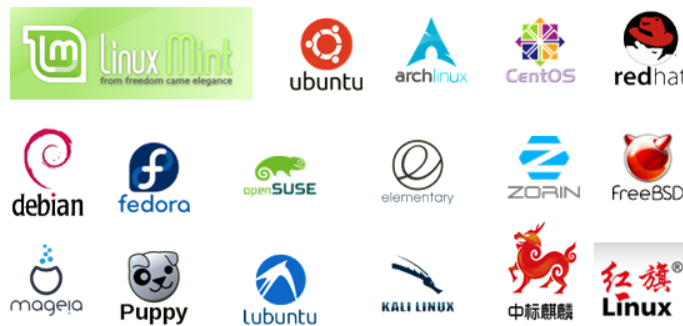 Linux Mint
from freedom came elegance
ubuntu
archlinux
CentOS
redhat
debian
fedora
openSUSE
elementary
ZORIN
FreeBSD
mageia
Puppy
lubuntu
KALI LINUX
中标麒麟
红旗®
Linux